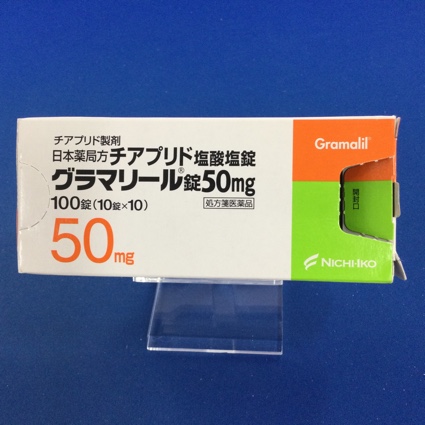 チアプリド製剤
日本薬局方チアプリド塩酸塩錠
グラマリール®錠50mg
100錠(10錠×10)
処方箋医薬品
50mg
Gramalil®
開封口
NICHI-IKO